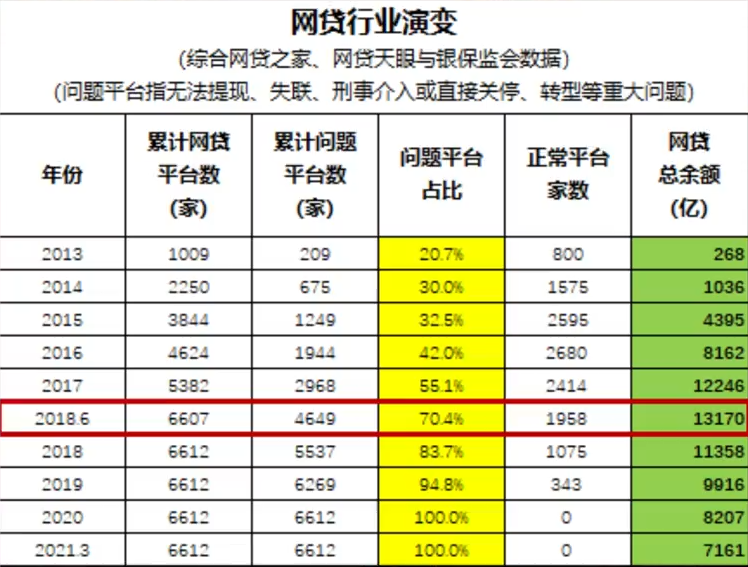 网贷行业演变
(综合网贷之家、网贷天眼与银保监会数据)
(问题平台指无法提现、失联、刑事介入或直接关停、转型等重大问题)
年份 累计网贷平台数(家) 累计问题平台数(家) 问题平台占比 正常平台家数 网贷总余额(亿)
2013 1009 209 20.7% 800 268
2014 2250 675 30.0% 1575 1036
2015 3844 1249 32.5% 2595 4395
2016 4624 1944 42.0% 2680 8162
2017 5382 2968 55.1% 2414 12246
2018.6 6607 4649 70.4% 1958 13170
2018 6612 5537 83.7% 1075 11358
2019 6612 6269 94.8% 343 9916
2020 6612 6612 100.0% 0 8207
2021.3 6612 6612 100.0% 0 7161